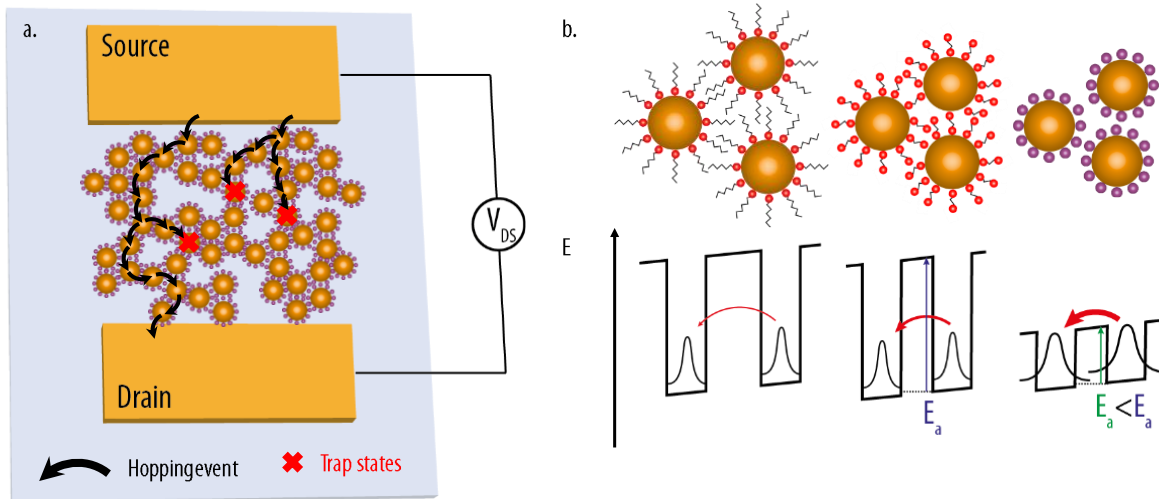 a.
Source
V
DS
Drain
Hoppingevent
Trap states
b.
E
E
a
E
a
<E
a